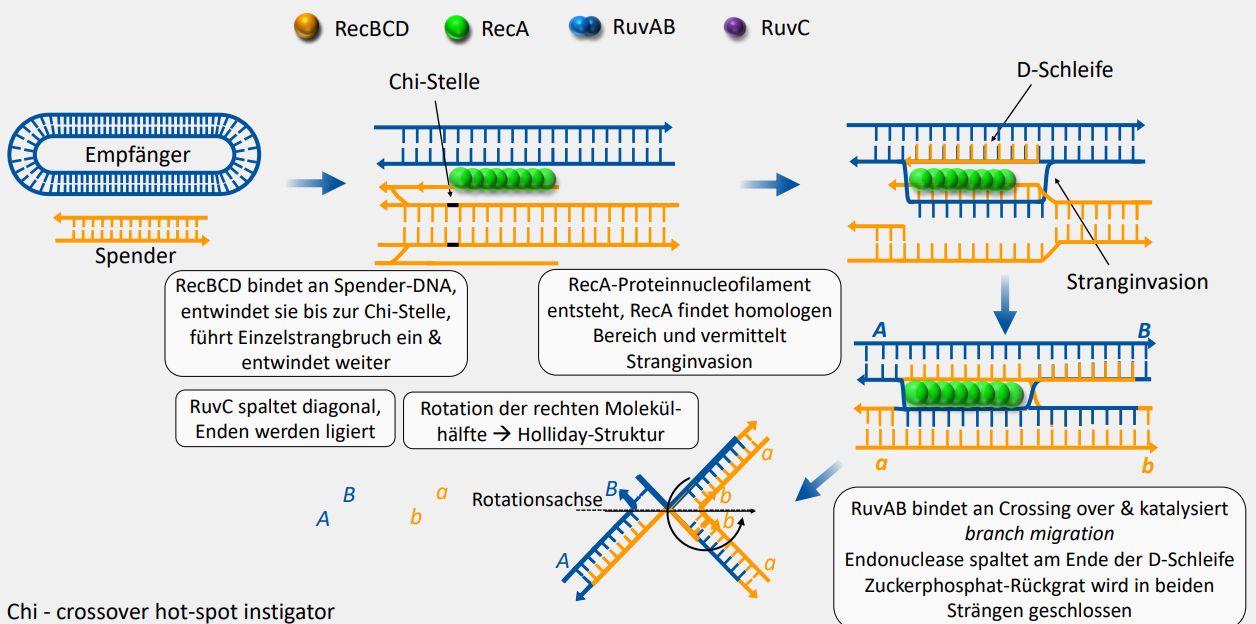 RecBCD RecA RuvAB RuvC
Chi-Stelle
D-Schleife
Empfänger
Spender
Stranginvasion
RecBCD bindet an Spender-DNA,
entwindet sie bis zur Chi-Stelle,
führt Einzelstrangbruch ein &
entwindet weiter
RecA-Proteinnucleofilament
entsteht, RecA findet homologen
Bereich und vermittelt
Stranginvasion
A B
a b
RuvAB bindet an Crossing over & katalysiert
branch migration
Endonuclease spaltet am Ende der D-Schleife
Zuckerphosphat-Rückgrat wird in beiden
Strängen geschlossen
Rotation der rechten Molekül-
hälfte → Holliday-Struktur
Rotationsachse
B
a
b
b
A
a
RuvC spaltet diagonal,
Enden werden ligiert
B a
A b
Chi - crossover hot-spot instigator